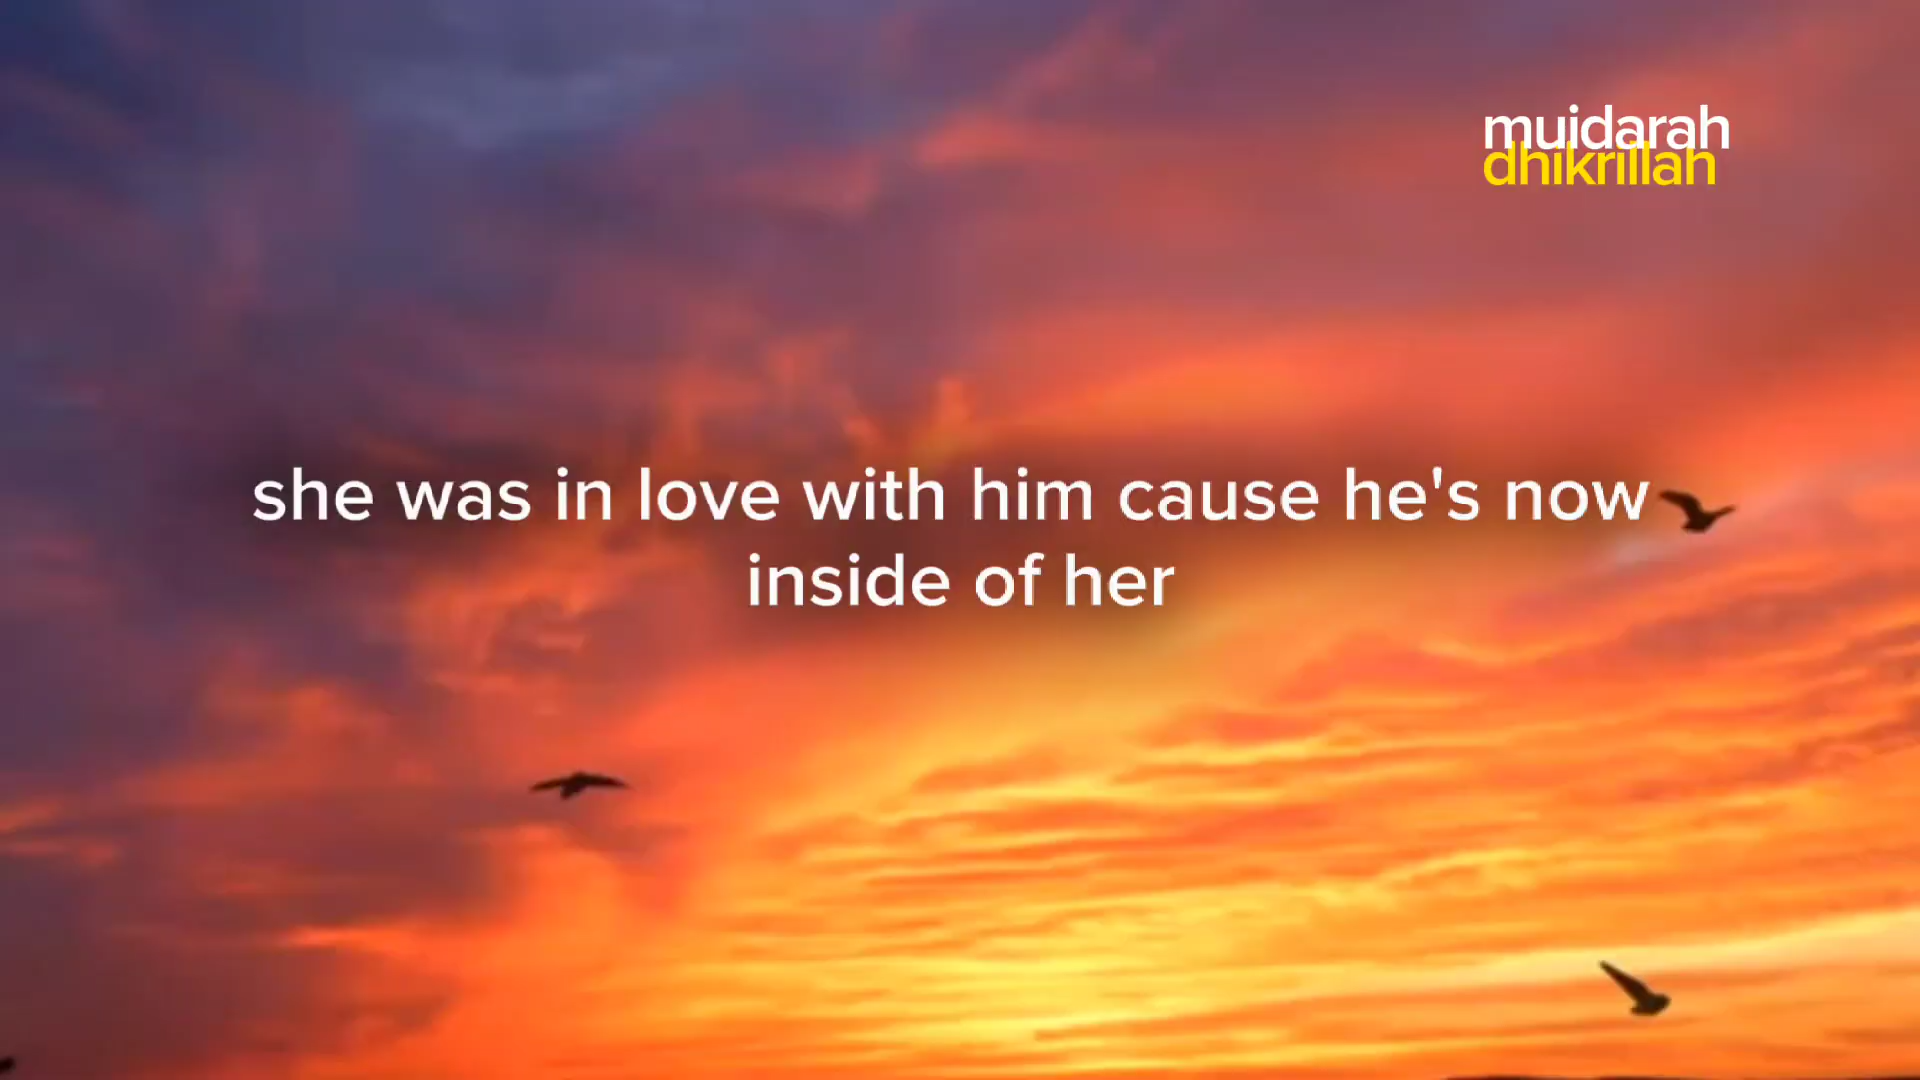 muidarah
dhikrillah
she was in love with him cause he's now
inside of her